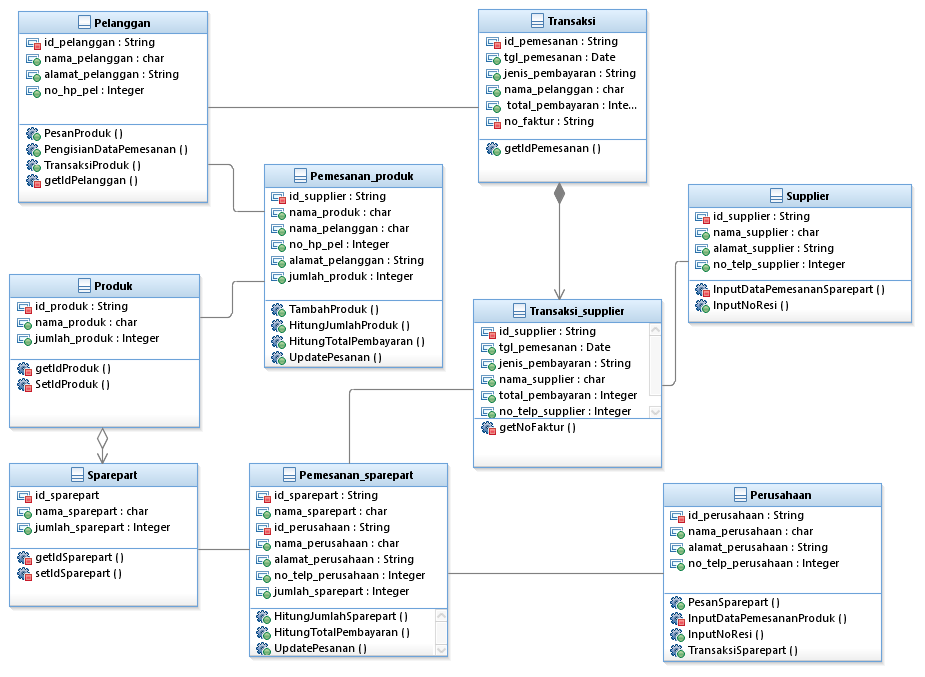 Pelanggan
id_pelanggan : String
nama_pelanggan : char
alamat_pelanggan : String
no_hp_pel : Integer
PesanProduk ( )
PengisianDataPemesanan ( )
TransaksiProduk ( )
getIdPelanggan ( )
Transaksi
id_pemesanan : String
tgl_pemesanan : Date
jenis_pembayaran : String
nama_pelanggan : char
total_pembayaran : Inte...
no_faktur : String
getIdPemesanan ( )
Pemesanan_produk
id_supplier : String
nama_produk : char
nama_pelanggan : char
no_hp_pel : Integer
alamat_pelanggan : String
jumlah_produk : Integer
TambahProduk ( )
HitungJumlahProduk ( )
HitungTotalPembayaran ( )
UpdatePesanan ( )
Supplier
id_supplier : String
nama_supplier : char
alamat_supplier : String
no_telp_supplier : Integer
InputDataPemesananSparepart ( )
InputNoResi ( )
Produk
id_produk : String
nama_produk : char
jumlah_produk : Integer
getIdProduk ( )
SetIdProduk ( )
Transaksi_supplier
id_supplier : String
tgl_pemesanan : Date
jenis_pembayaran : String
nama_supplier : char
total_pembayaran : Integer
no_telp_supplier : Integer
getNoFaktur ( )
Sparepart
id_sparepart
nama_sparepart : char
jumlah_sparepart : Integer
getIdSparepart ( )
setIdSparepart ( )
Pemesanan_sparepart
id_sparepart : String
nama_sparepart : char
id_perusahaan : String
nama_perusahaan : char
alamat_perusahaan : String
no_telp_perusahaan : Integer
jumlah_sparepart : Integer
HitungJumlahSparepart ( )
HitungTotalPembayaran ( )
UpdatePesanan ( )
Perusahaan
id_perusahaan : String
nama_perusahaan : char
alamat_perusahaan : String
no_telp_perusahaan : Integer
PesanSparepart ( )
InputDataPemesananProduk ( )
InputNoResi ( )
TransaksiSparepart ( )